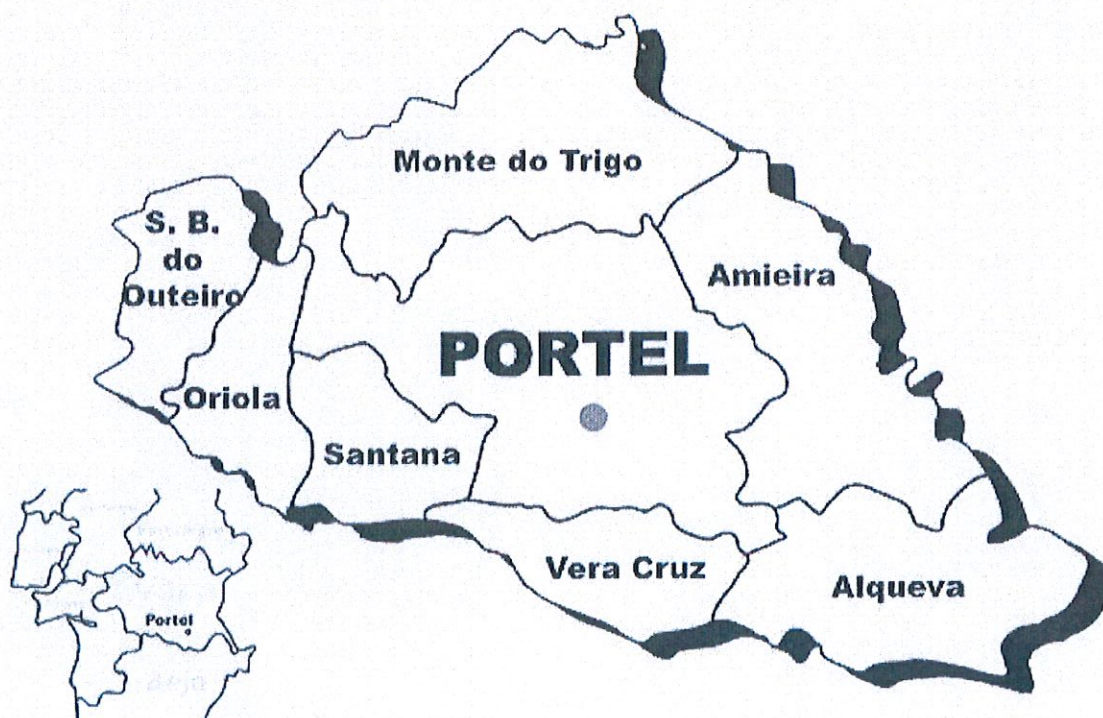 Monte do Trigo
S. B.
do
Outeiro
Amieira
PORTEL
Oriola
Santana
Vera Cruz
Alqueva
Portel